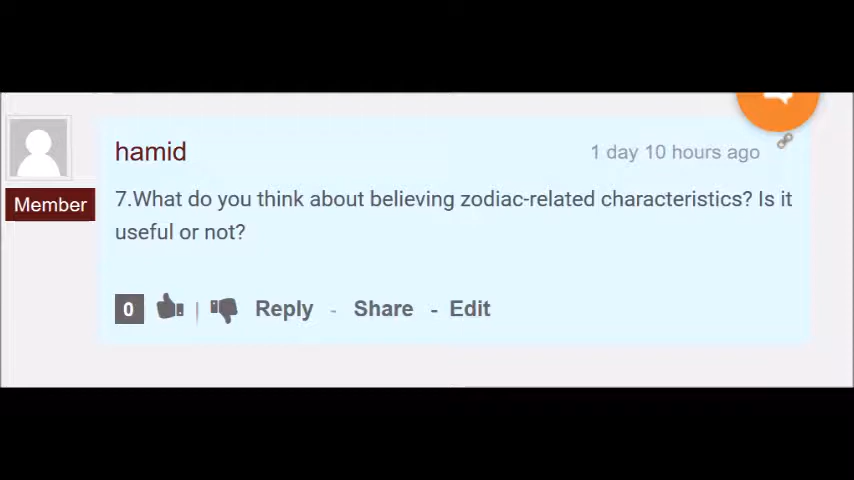 hamid
1 day 10 hours ago
Member
7.What do you think about believing zodiac-related characteristics? Is it
useful or not?
0 | Reply - Share - Edit